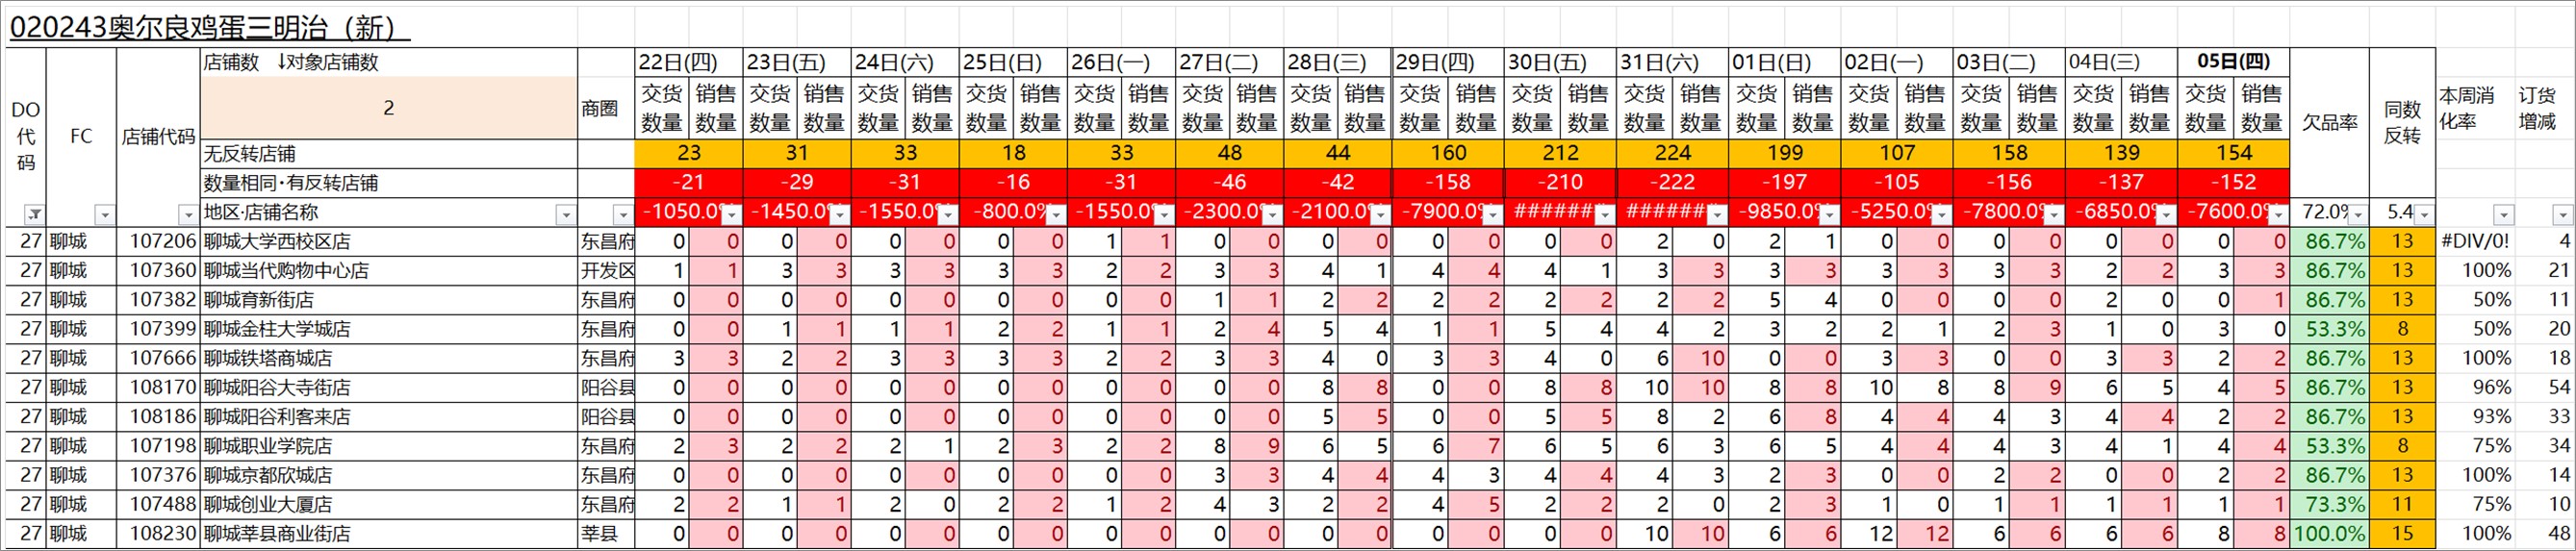 020243奥尔良鸡蛋三明治（新）
DO代码 FC 店铺代码 店铺数 ↓对象店铺数 商圈 22日(四) 23日(五) 24日(六) 25日(日) 26日(一) 27日(二) 28日(三) 29日(四) 30日(五) 31日(六) 01日(日) 02日(一) 03日(二) 04日(三) 05日(四) 欠品率 同数反转 本周消化率 订货增减
2 交货数量 销售数量 交货数量 销售数量 交货数量 销售数量 交货数量 销售数量 交货数量 销售数量 交货数量 销售数量 交货数量 销售数量 交货数量 销售数量 交货数量 销售数量 交货数量 销售数量 交货数量 销售数量 交货数量 销售数量 交货数量 销售数量 交货数量 销售数量 交货数量 销售数量
无反转店铺 23 31 33 18 33 48 44 160 212 224 199 107 158 139 154
数量相同·有反转店铺 -21 -29 -31 -16 -31 -46 -42 -158 -210 -222 -197 -105 -156 -137 -152
地区·店铺名称 -1050.0% -1450.0% -1550.0% -800.0% -1550.0% -2300.0% -2100.0% -7900.0% ###### ###### -9850.0% -5250.0% -7800.0% -6850.0% -7600.0% 72.0% 5.4
27 聊城 107206 聊城大学西校区店 东昌府 0 0 0 0 0 0 0 0 1 1 0 0 0 0 0 0 0 0 2 0 2 1 0 0 0 0 0 0 0 0 86.7% 13 #DIV/0! 4
27 聊城 107360 聊城当代购物中心店 开发区 1 1 3 3 3 3 3 3 2 2 3 3 4 1 4 4 4 1 3 3 3 3 3 3 3 3 2 2 3 3 86.7% 13 100% 21
27 聊城 107382 聊城育新街店 东昌府 0 0 0 0 0 0 0 0 0 0 1 1 2 2 2 2 2 2 2 2 5 4 0 0 0 0 2 0 0 1 86.7% 13 50% 11
27 聊城 107399 聊城金柱大学城店 东昌府 0 0 1 1 1 1 2 2 1 1 2 4 5 4 1 1 5 4 4 2 3 2 2 1 2 3 1 0 3 0 53.3% 8 50% 20
27 聊城 107666 聊城铁塔商城店 东昌府 3 3 2 2 3 3 3 3 2 2 3 3 4 0 3 3 4 0 6 10 0 0 3 3 0 0 3 3 2 2 86.7% 13 100% 18
27 聊城 108170 聊城阳谷大寺街店 阳谷县 0 0 0 0 0 0 0 0 0 0 0 0 8 8 0 0 8 8 10 10 8 8 10 8 8 9 6 5 4 5 86.7% 13 96% 54
27 聊城 108186 聊城阳谷利客来店 阳谷县 0 0 0 0 0 0 0 0 0 0 0 0 5 5 0 0 5 5 8 2 6 8 4 4 4 3 4 4 2 2 86.7% 13 93% 33
27 聊城 107198 聊城职业学院店 东昌府 2 3 2 2 2 1 2 3 2 2 8 9 6 5 6 7 6 5 6 3 6 5 4 4 4 3 4 1 4 4 53.3% 8 75% 34
27 聊城 107376 聊城京都欣城店 东昌府 0 0 0 0 0 0 0 0 0 0 3 3 4 4 4 3 4 4 4 3 2 3 0 0 2 2 0 0 2 2 86.7% 13 100% 14
27 聊城 107488 聊城创业大厦店 东昌府 2 2 1 1 2 0 2 2 1 2 4 3 2 2 4 5 2 2 2 0 2 3 1 0 1 1 1 1 1 1 73.3% 11 75% 10
27 聊城 108230 聊城莘县商业街店 莘县 0 0 0 0 0 0 0 0 0 0 0 0 0 0 0 0 0 0 10 10 6 6 12 12 6 6 6 6 8 8 100.0% 15 100% 48